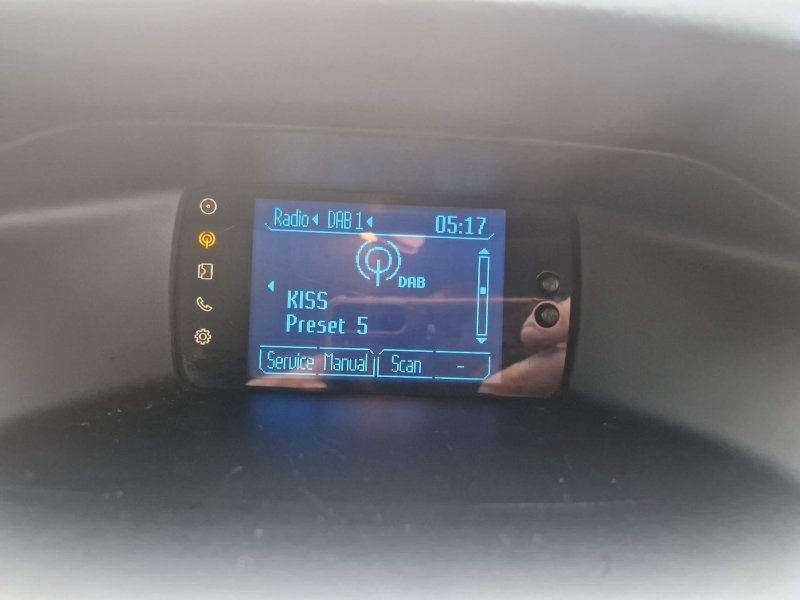 Radio DAB 1 05:17
DAB
KISS
Preset 5
Service Manual Scan -